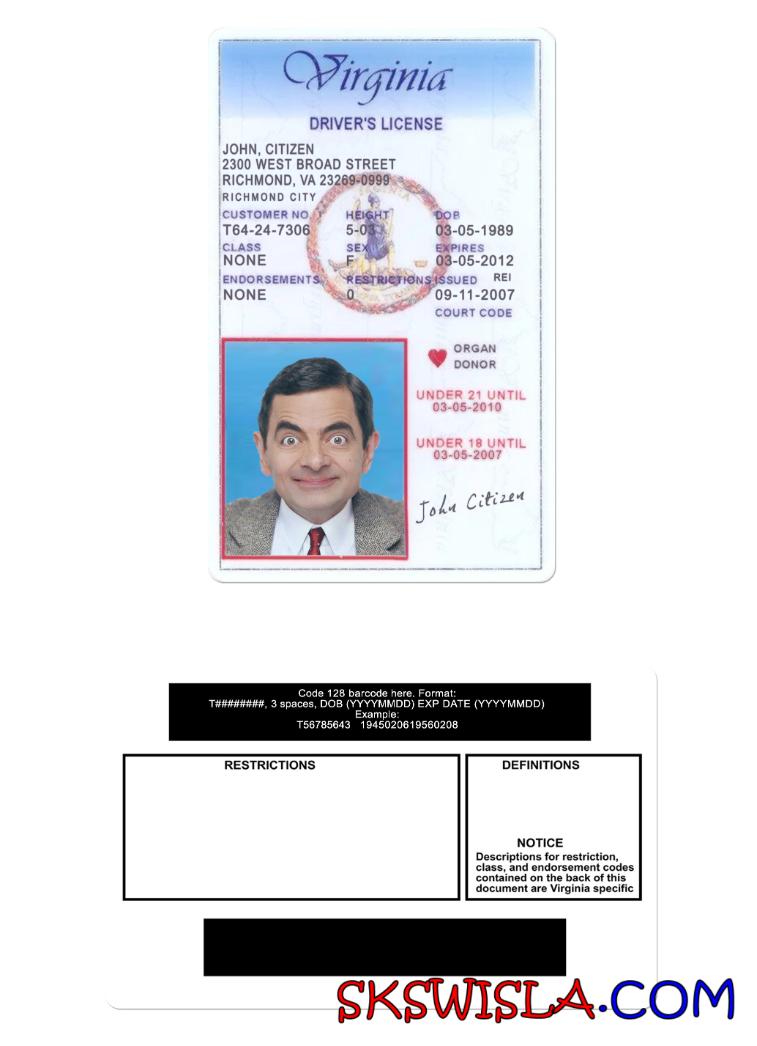 Virginia
DRIVER'S LICENSE
JOHN, CITIZEN
2300 WEST BROAD STREET
RICHMOND, VA 23269-0999
RICHMOND CITY
CUSTOMER NO. HEIGHT DOB
T64-24-7306 5-03 03-05-1989
CLASS SEX EXPIRES
NONE F 03-05-2012
ENDORSEMENTS RESTRICTIONS ISSUED REI
NONE 0 09-11-2007
COURT CODE
ORGAN
DONOR
UNDER 21 UNTIL
03-05-2010
UNDER 18 UNTIL
03-05-2007
John Citizen
Code 128 barcode here. Format:
T########, 3 spaces, DOB (YYYYMMDD) EXP DATE (YYYYMMDD)
Example:
T56785643   1945020619560208
RESTRICTIONS
DEFINITIONS
NOTICE
Descriptions for restriction,
class, and endorsement codes
contained on the back of this
document are Virginia specific
SKSWISLA.COM